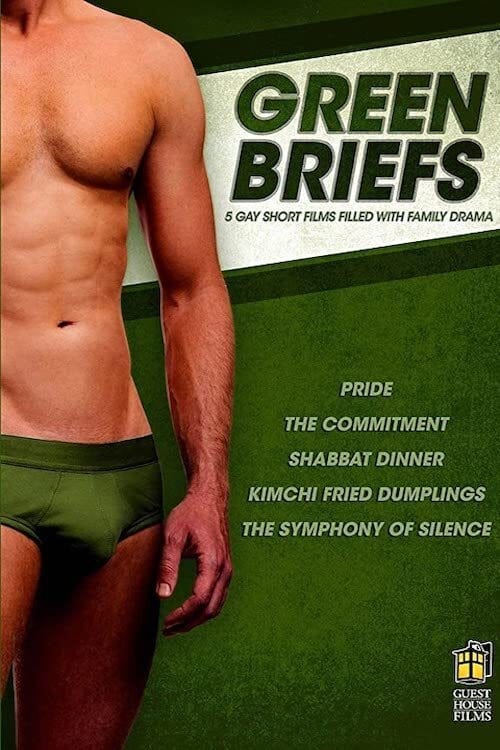 GREEN
BRIEFS
5 GAY SHORT FILMS FILLED WITH FAMILY DRAMA
PRIDE
THE COMMITMENT
SHABBAT DINNER
KIMCHI FRIED DUMPLINGS
THE SYMPHONY OF SILENCE
GUEST
HOUSE
FILMS